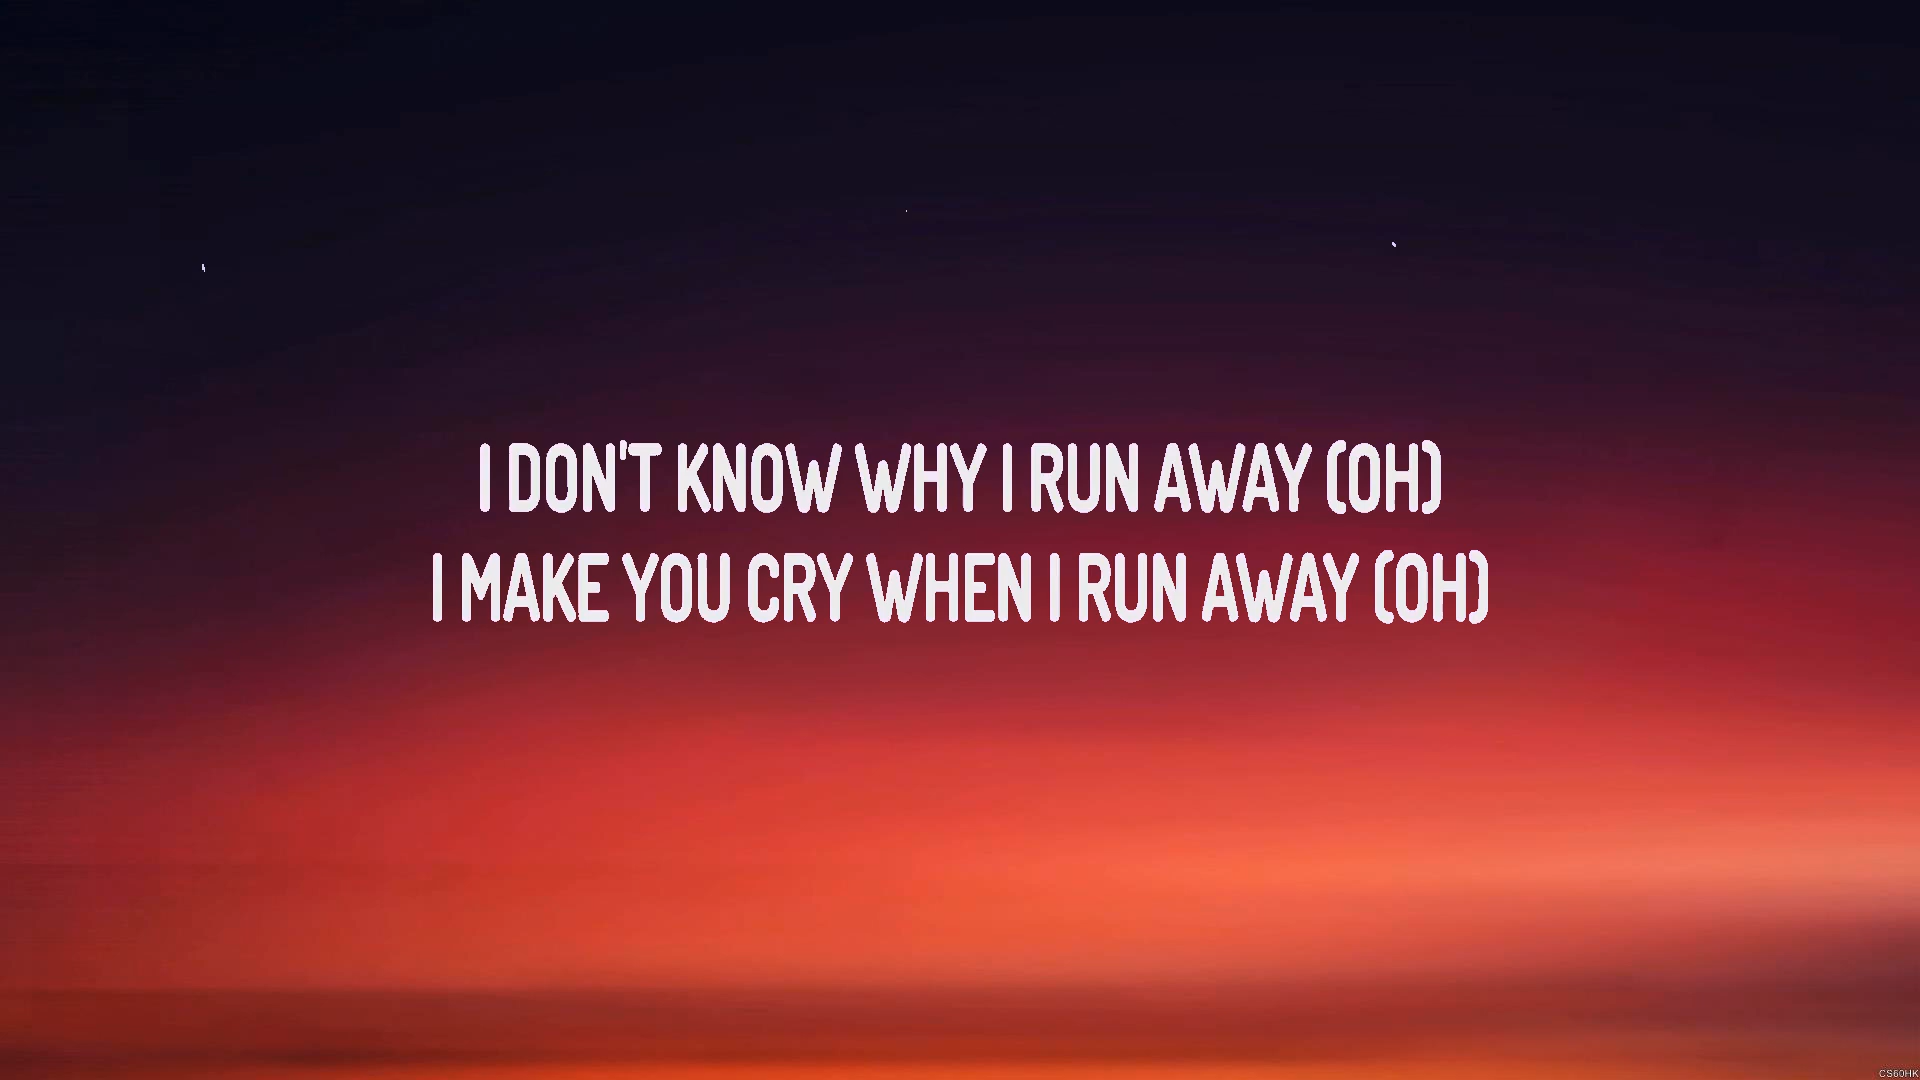 I DON'T KNOW WHY I RUN AWAY (OH)
I MAKE YOU CRY WHEN I RUN AWAY (OH)
CS60HK